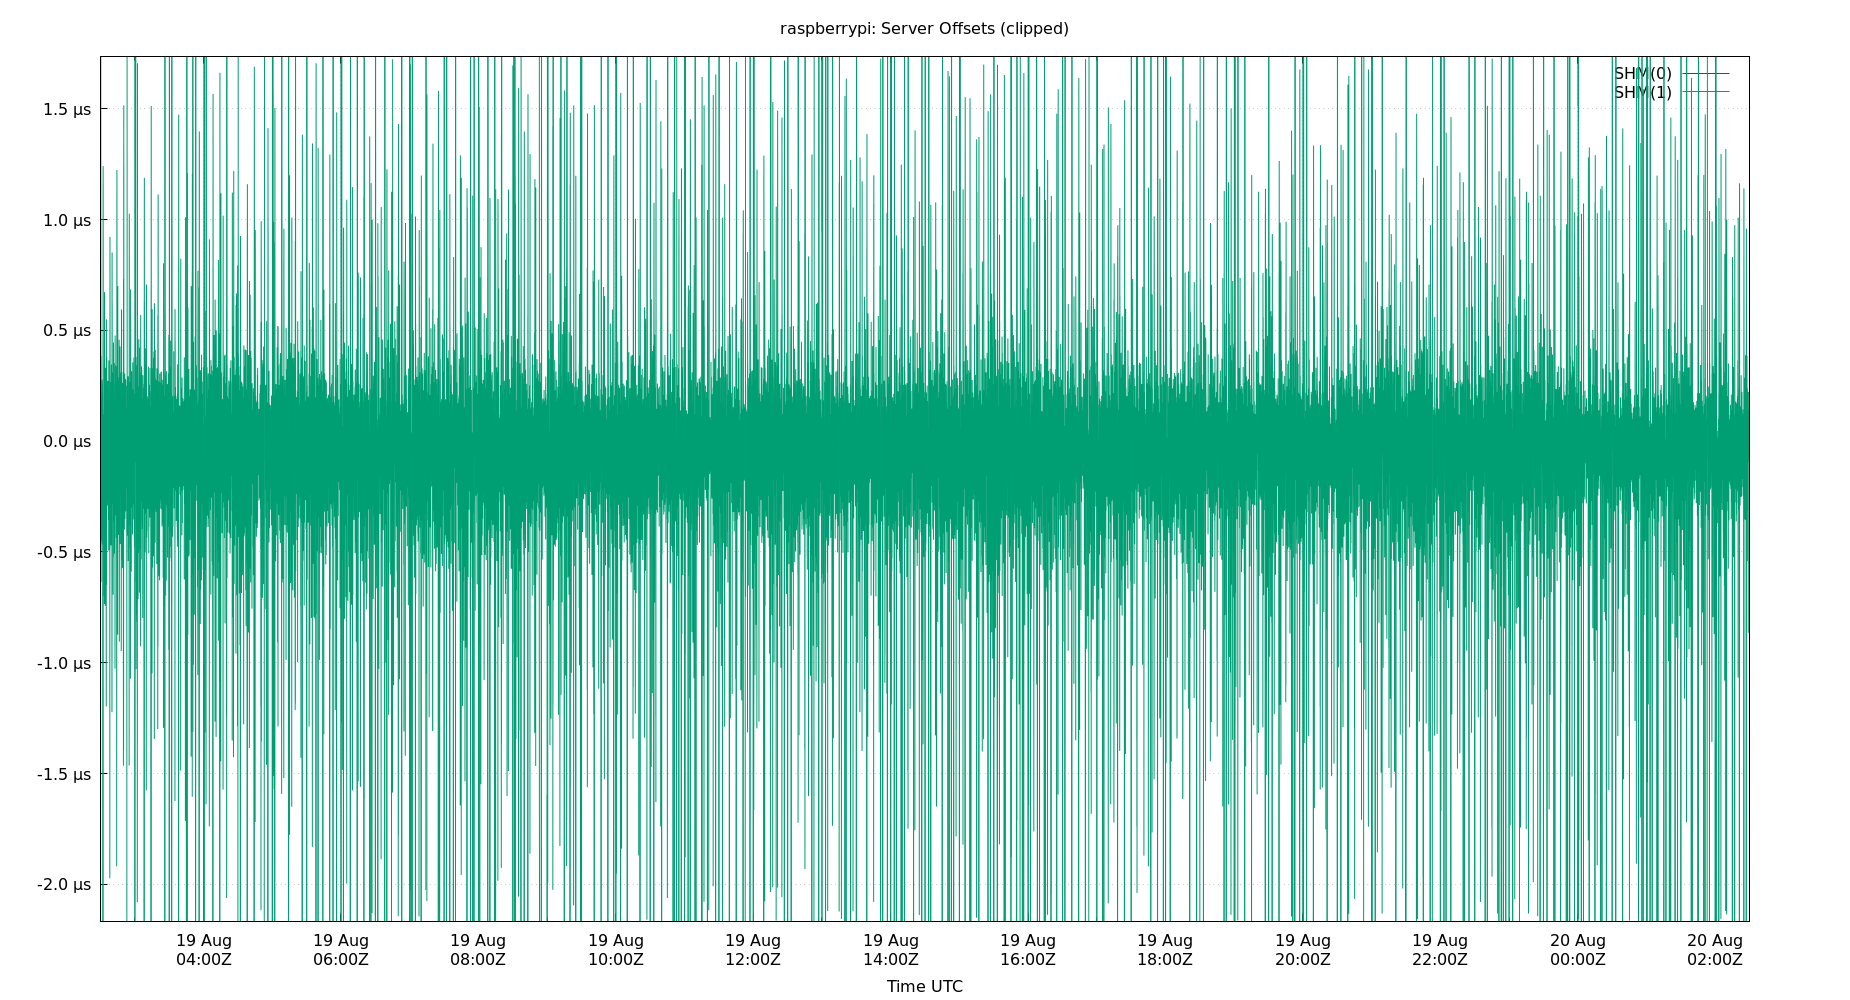 raspberrypi: Server Offsets (clipped)
SHM(0)
SHM(1)
1.5 µs
1.0 µs
0.5 µs
0.0 µs
-0.5 µs
-1.0 µs
-1.5 µs
-2.0 µs
19 Aug 19 Aug 19 Aug 19 Aug 19 Aug 19 Aug 19 Aug 19 Aug 19 Aug 19 Aug 20 Aug 20 Aug
04:00Z 06:00Z 08:00Z 10:00Z 12:00Z 14:00Z 16:00Z 18:00Z 20:00Z 22:00Z 00:00Z 02:00Z
Time UTC